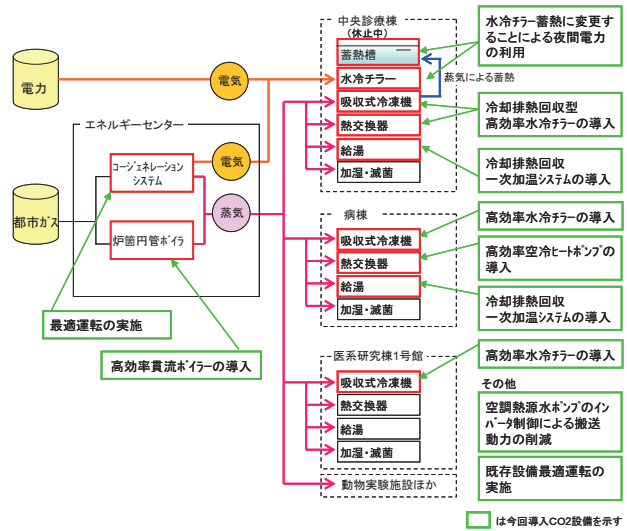 中央診療棟
(休止中)
蓄熱槽
水冷チラー
吸収式冷凍機
熱交換器
給湯
加湿・滅菌
蒸気による蓄熱
電力
電気
エネルギーセンター
コージェネレーション
システム
電気
蒸気
都市ガス
炉筒円管ボイラ
最適運転の実施
高効率貫流ボイラーの導入
病棟
吸収式冷凍機
熱交換器
給湯
加湿・滅菌
医系研究棟1号館
吸収式冷凍機
熱交換器
給湯
加湿・滅菌
動物実験施設ほか
水冷チラー蓄熱に変更す
ることによる夜間電力
の利用
冷却排熱回収型
高効率水冷チラーの導入
冷却排熱回収
一次加温システムの導入
高効率水冷チラーの導入
高効率空冷ヒートポンプの
導入
冷却排熱回収
一次加温システムの導入
高効率水冷チラーの導入
その他
空調熱源水ポンプのイン
バータ制御による搬送
動力の削減
既存設備最適運転の
実施
は今回導入CO2設備を示す